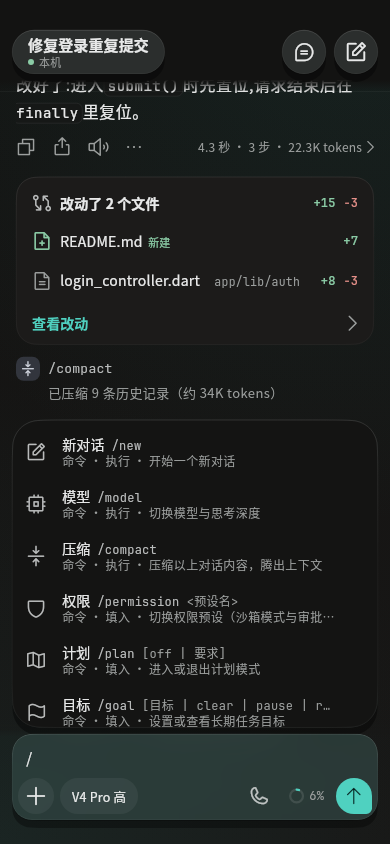 修复登录重复提交
本机
改好了:进入 submit() 时先置位,请求结束后在
finally 里复位。
4.3 秒 · 3 步 · 22.3K tokens
改动了 2 个文件 +15 -3
README.md 新建 +7
login_controller.dart app/lib/auth +8 -3
查看改动
/compact
已压缩 9 条历史记录（约 34K tokens）
新对话 /new
命令 · 执行 · 开始一个新对话
模型 /model
命令 · 执行 · 切换模型与思考深度
压缩 /compact
命令 · 执行 · 压缩以上对话内容，腾出上下文
权限 /permission <预设名>
命令 · 填入 · 切换权限预设（沙箱模式与审批…
计划 /plan [off | 要求]
命令 · 填入 · 进入或退出计划模式
目标 /goal [目标 | clear | pause | r…
命令 · 填入 · 设置或查看长期任务目标
/
V4 Pro 高 6%